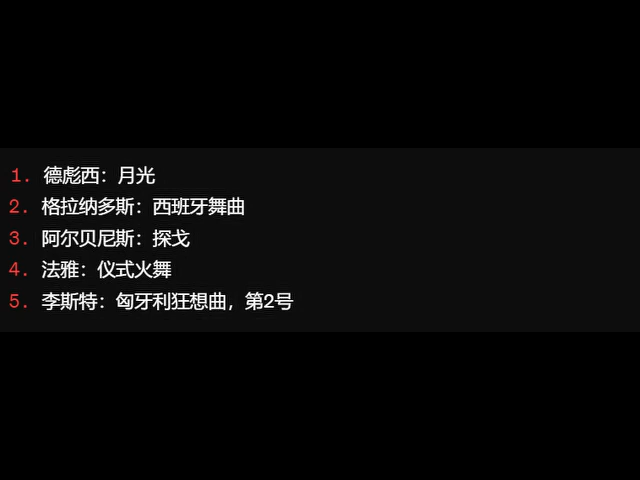 1. 德彪西：月光
2. 格拉纳多斯：西班牙舞曲
3. 阿尔贝尼斯：探戈
4. 法雅：仪式火舞
5. 李斯特：匈牙利狂想曲，第2号